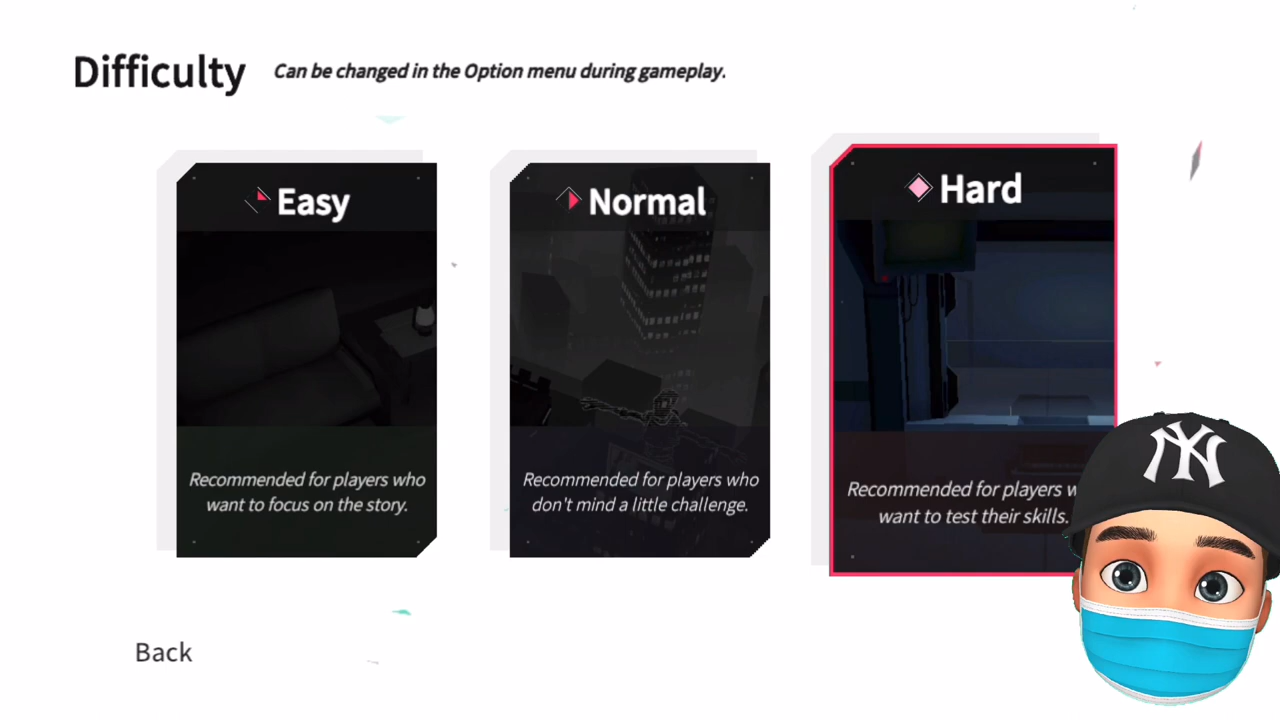 Difficulty
Can be changed in the Option menu during gameplay.
Easy
Recommended for players who
want to focus on the story.
Normal
Recommended for players who
don't mind a little challenge.
Hard
Recommended for players
want to test their skills.
Back
NY